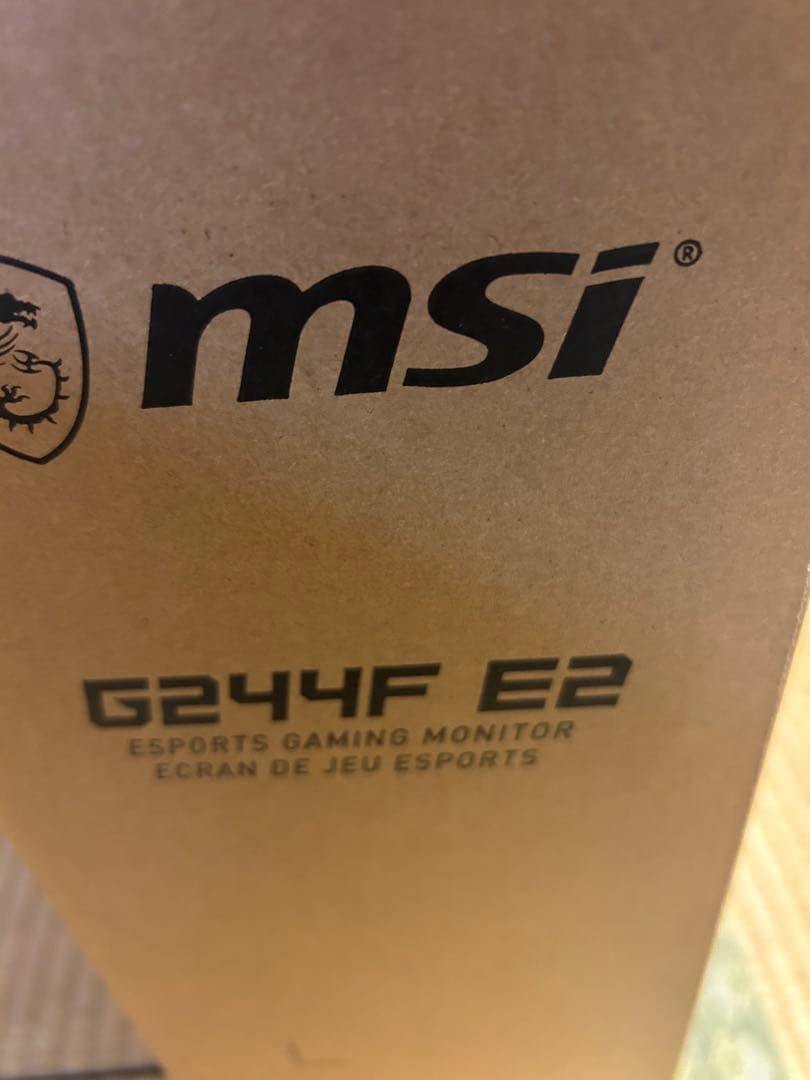 msi®
G244F E2
ESPORTS GAMING MONITOR
ECRAN DE JEU ESPORTS